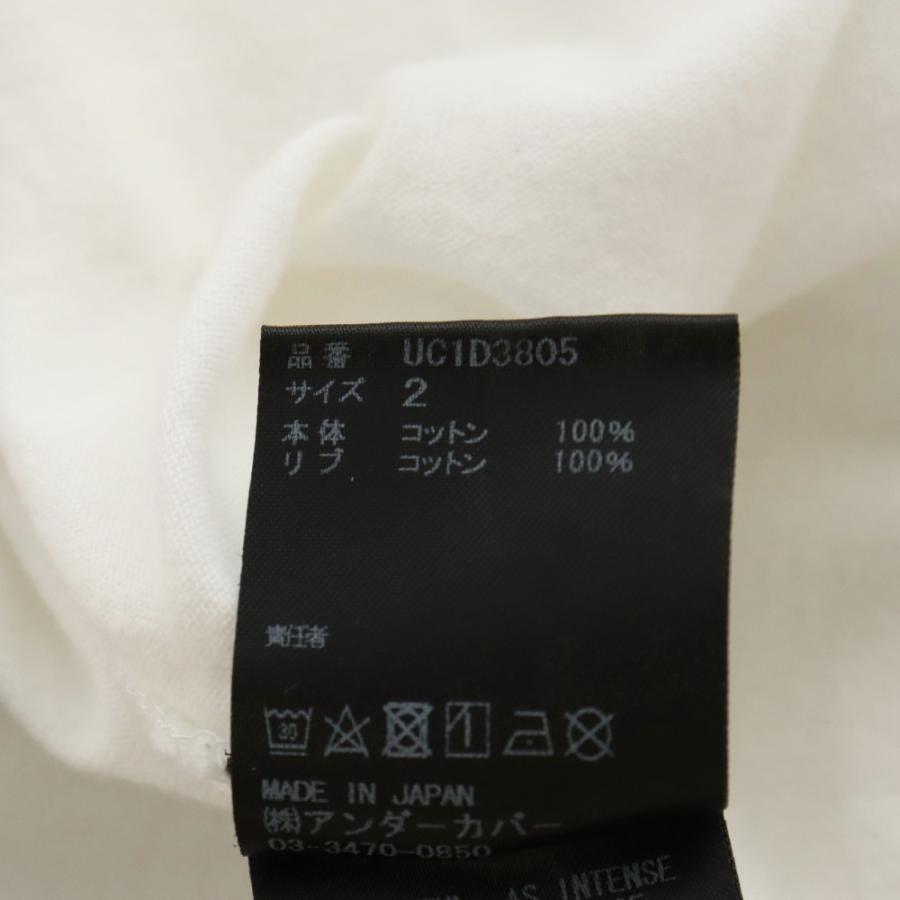 品番 UC1D3805
サイズ 2
本体 コットン 100%
リブ コットン 100%
責任者
30
MADE IN JAPAN
(株)アンダーカバー
03-3470-0850
AS INTENSE